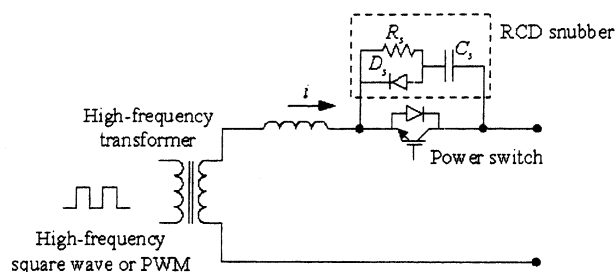 RCD snubber
R_s
C_s
D_s
i
High-frequency
transformer
Power switch
High-frequency
square wave or PWM